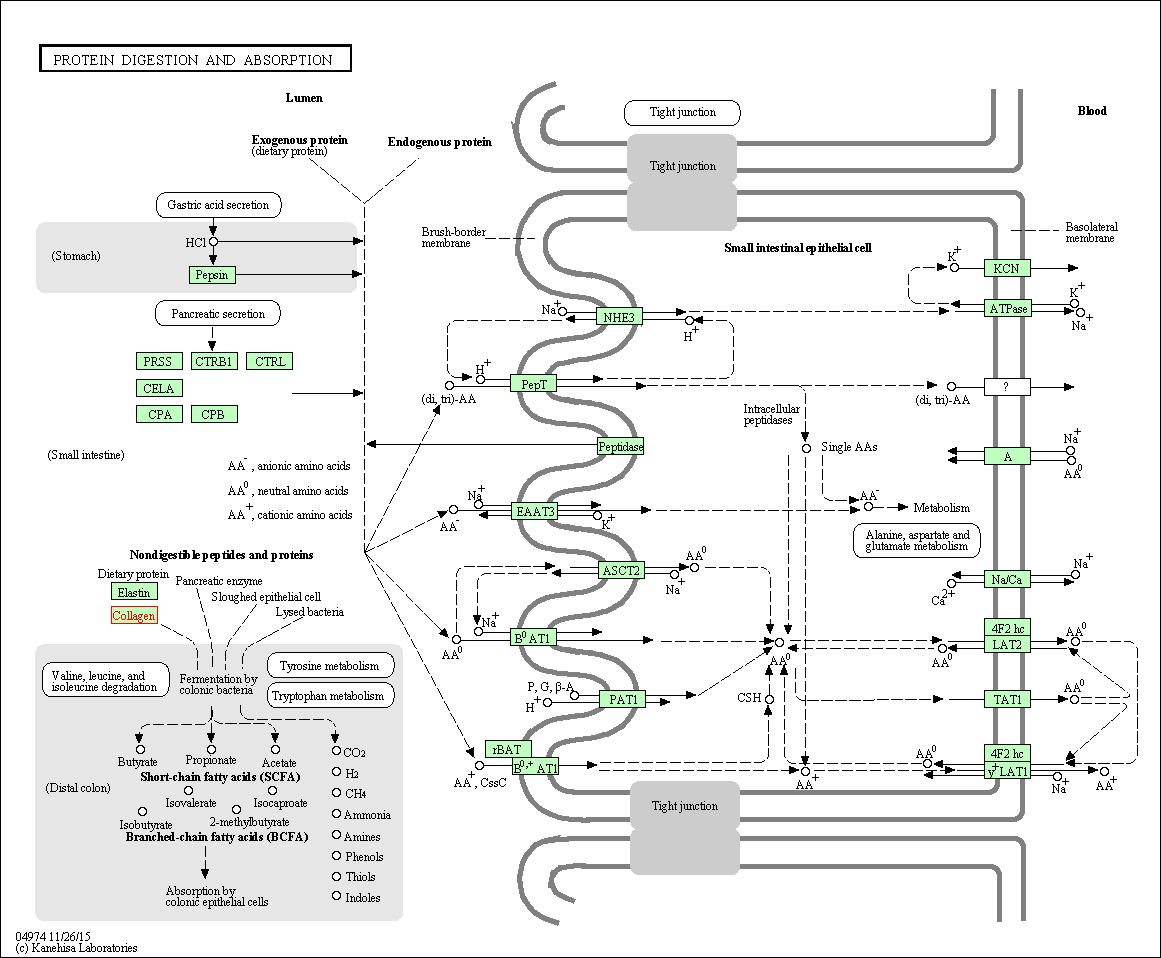 PROTEIN DIGESTION AND ABSORPTION
Lumen
Blood
Tight junction
Tight junction
Exogenous protein
(dietary protein)
Endogenous protein
Gastric acid secretion
HCl
(Stomach)
Pepsin
Brush-border
membrane
Small intestinal epithelial cell
Basolateral
membrane
K+
KCN
Pancreatic secretion
Na+
NHE3
H+
ATPase
K+
Na+
PRSS
CTRB1
CTRL
CELA
CPA
CPB
H+
PepT
(di, tri)-AA
?
(di, tri)-AA
Intracellular
peptidases
Peptidase
Single AAs
Na+
A
AA0
(Small intestine)
AA-, anionic amino acids
AA0, neutral amino acids
AA+, cationic amino acids
Na+
EAAT3
AA-
K+
AA-
Metabolism
Alanine, aspartate and
glutamate metabolism
Nondigestible peptides and proteins
Dietary protein
Pancreatic enzyme
Elastin
Sloughed epithelial cell
Collagen
Lysed bacteria
ASCT2
AA0
Na+
Na/Ca
Na+
Ca2+
Na+
B0AT1
AA0
AA0
4F2 hc
LAT2
AA0
AA0
Valine, leucine, and
isoleucine degradation
Fermentation by
colonic bacteria
Tyrosine metabolism
Tryptophan metabolism
P, G, β-A
H+
PAT1
CSH
TAT1
AA0
Butyrate
Propionate
Acetate
CO2
Short-chain fatty acids (SCFA)
H2
(Distal colon)
Isovalerate
Isocaproate
CH4
Isobutyrate
2-methylbutyrate
Ammonia
Branched-chain fatty acids (BCFA)
Amines
Phenols
Thiols
Indoles
Absorption by
colonic epithelial cells
rBAT
B0,+AT1
AA+, CssC
AA+
AA0
4F2 hc
y+LAT1
Na+
AA+
Tight junction
04974 11/26/15
(c) Kanehisa Laboratories